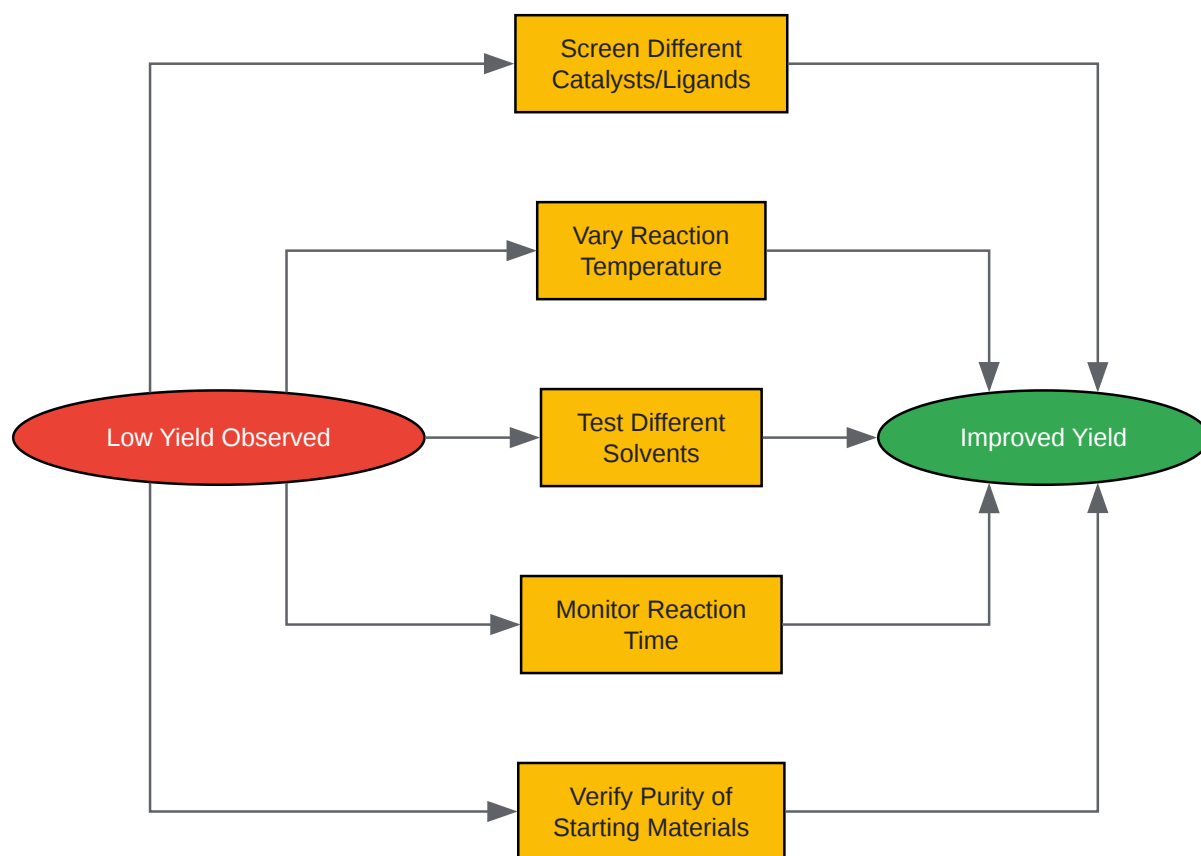 Screen Different
Catalysts/Ligands
Vary Reaction
Temperature
Low Yield Observed
Test Different
Solvents
Improved Yield
Monitor Reaction
Time
Verify Purity of
Starting Materials